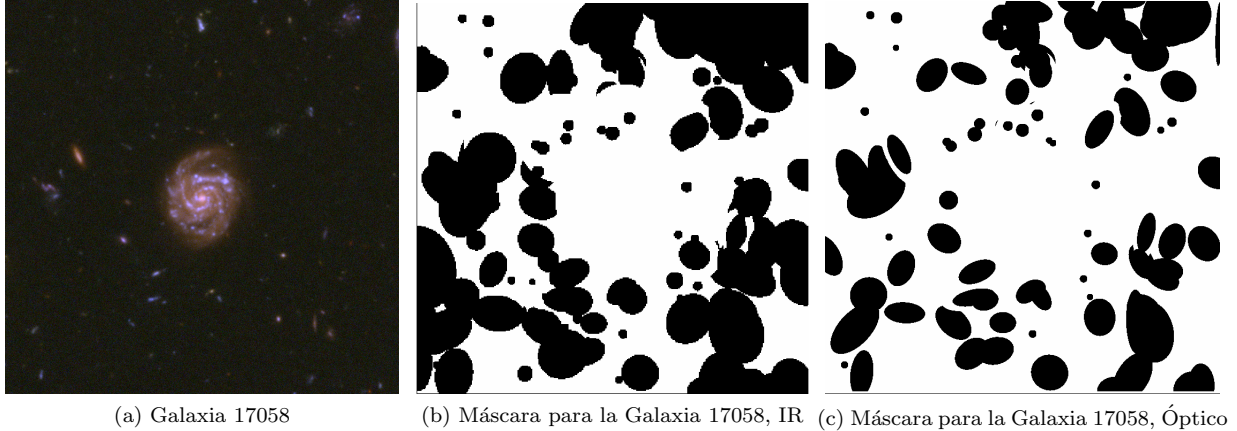 (a) Galaxia 17058
(b) Máscara para la Galaxia 17058, IR
(c) Máscara para la Galaxia 17058, Óptico